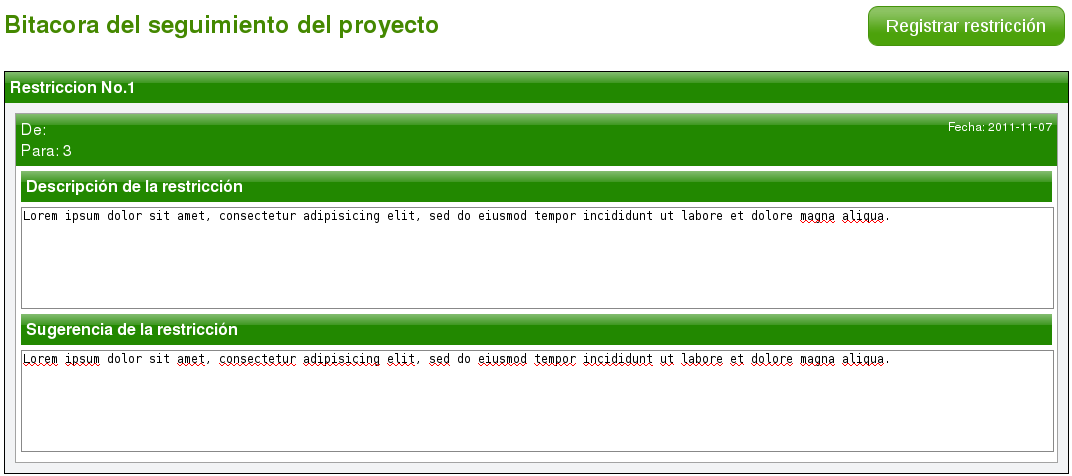 Bitacora del seguimiento del proyecto
Registrar restricción
Restriccion No.1
De:
Fecha: 2011-11-07
Para: 3
Descripción de la restricción
Lorem ipsum dolor sit amet, consectetur adipisicing elit, sed do eiusmod tempor incididunt ut labore et dolore magna aliqua.
Sugerencia de la restricción
Lorem ipsum dolor sit amet, consectetur adipisicing elit, sed do eiusmod tempor incididunt ut labore et dolore magna aliqua.